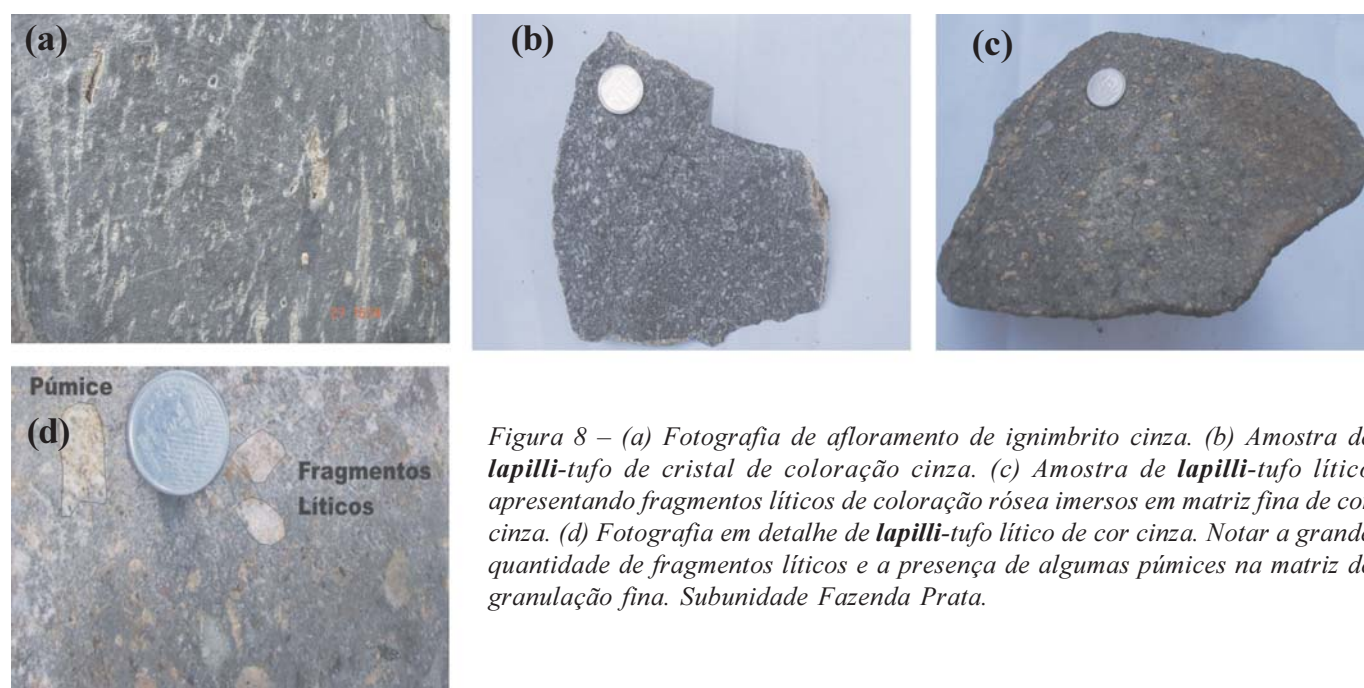 (a)
(b)
(c)
Púmice
(d)
Fragmentos
Líticos
Figura 8 – (a) Fotografia de afloramento de ignimbrito cinza. (b) Amostra de
lapilli-tufo de cristal de coloração cinza. (c) Amostra de lapilli-tufo lítico
apresentando fragmentos líticos de coloração rósea imersos em matriz fina de cor
cinza. (d) Fotografia em detalhe de lapilli-tufo lítico de cor cinza. Notar a grande
quantidade de fragmentos líticos e a presença de algumas púmices na matriz de
granulação fina. Subunidade Fazenda Prata.